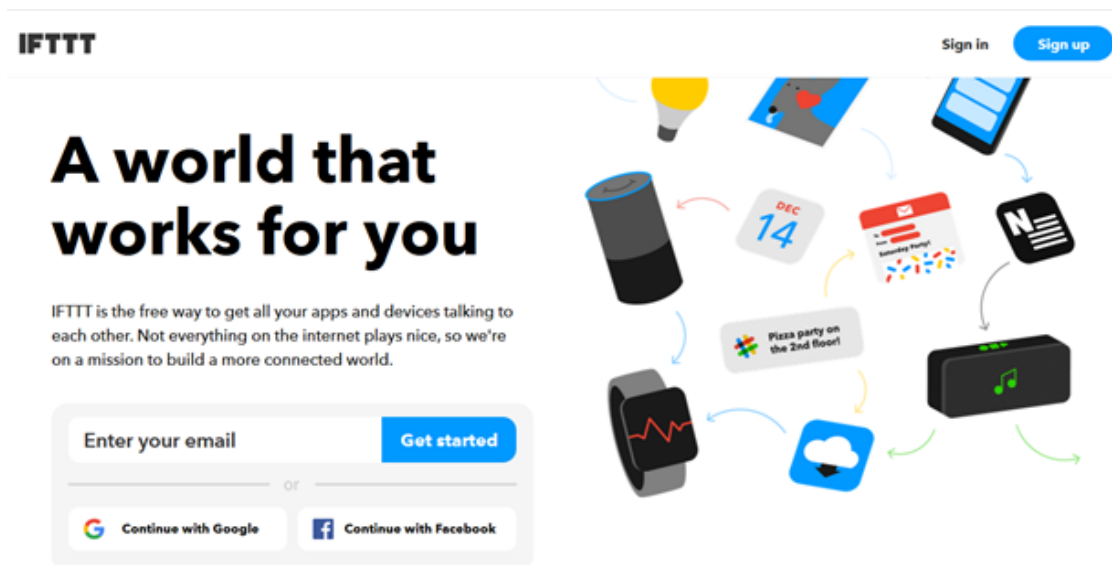 IFTTT
Sign in
Sign up
A world that
works for you
IFTTT is the free way to get all your apps and devices talking to
each other. Not everything on the internet plays nice, so we're
on a mission to build a more connected world.
Enter your email
Get started
or
Continue with Google
Continue with Facebook
DEC
14
To
From
Saturday Party!
N
Pizza party on
the 2nd floor!